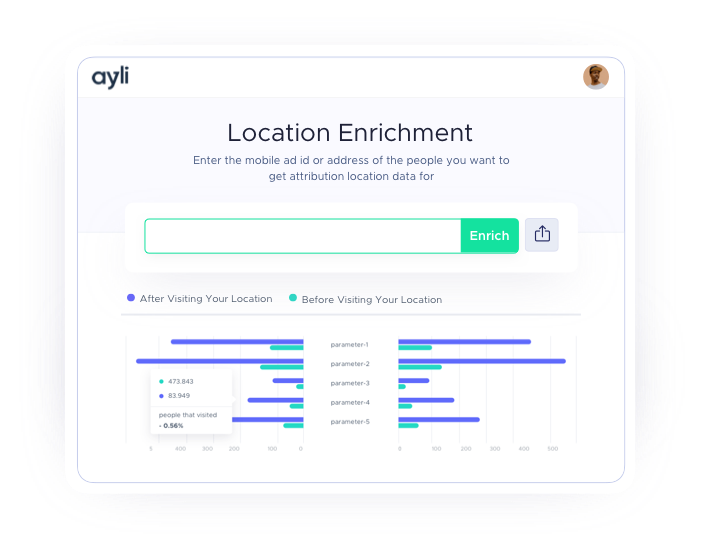 ayli
Location Enrichment
Enter the mobile ad id or address of the people you want to
get attribution location data for
Enrich
After Visiting Your Location
Before Visiting Your Location
parameter-1
parameter-2
parameter-3
parameter-4
parameter-5
473.843
83.949
people that visited
- 0.56%
5 400 300 200 100 0
0 100 200 300 400 500